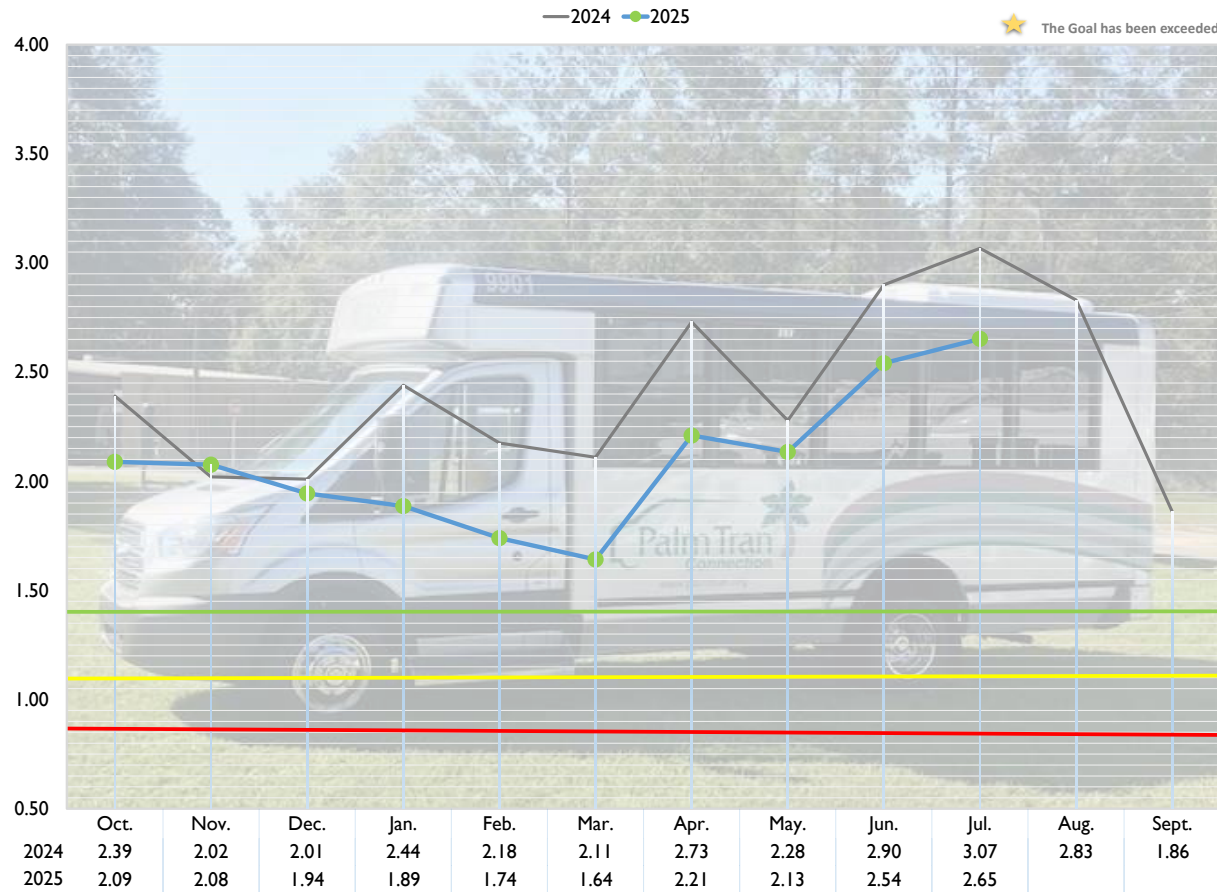 2024 2025
The Goal has been exceeded
4.00
3.50
3.00
2.50
2.00
1.50
1.00
0.50
9901
Palm Tran
Connection
Oct. Nov. Dec. Jan. Feb. Mar. Apr. May. Jun. Jul. Aug. Sept.
2024 2.39 2.02 2.01 2.44 2.18 2.11 2.73 2.28 2.90 3.07 2.83 1.86
2025 2.09 2.08 1.94 1.89 1.74 1.64 2.21 2.13 2.54 2.65